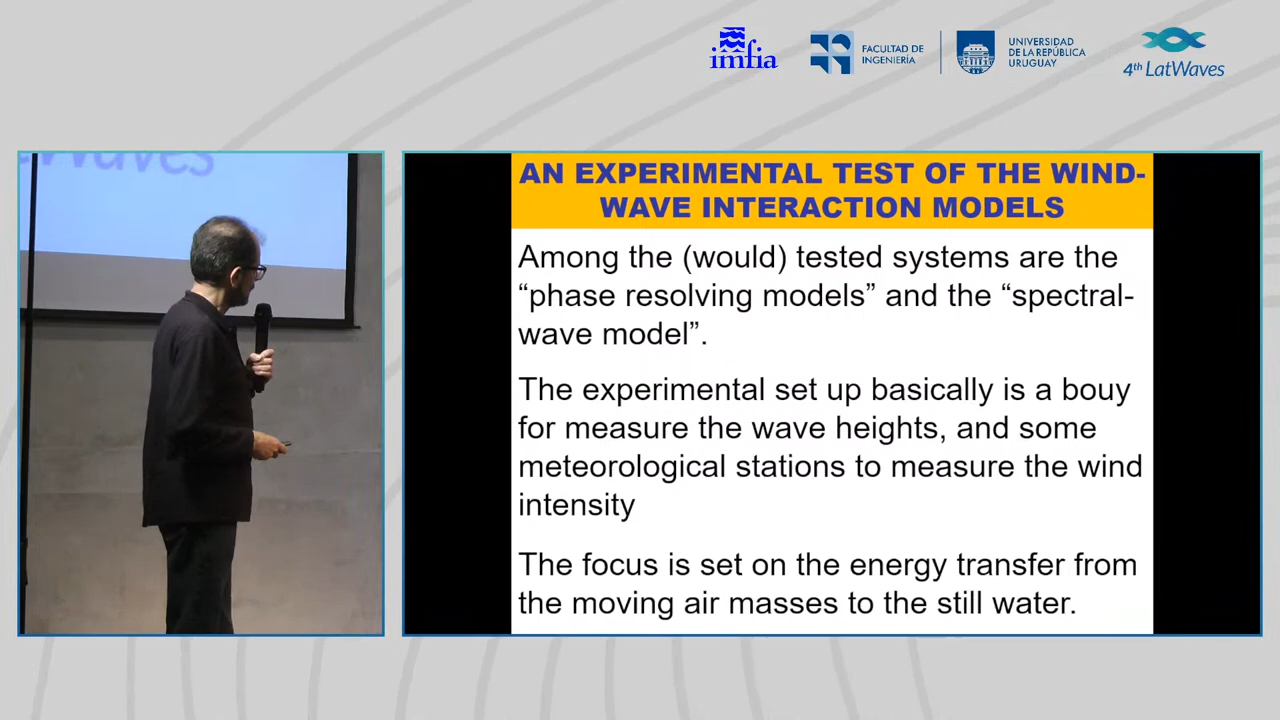 imfia
FACULTAD DE
INGENIERÍA
UNIVERSIDAD
DE LA REPÚBLICA
URUGUAY
4th LatWaves
Waves
AN EXPERIMENTAL TEST OF THE WIND-
WAVE INTERACTION MODELS
Among the (would) tested systems are the
“phase resolving models” and the “spectral-
wave model”.
The experimental set up basically is a bouy
for measure the wave heights, and some
meteorological stations to measure the wind
intensity
The focus is set on the energy transfer from
the moving air masses to the still water.